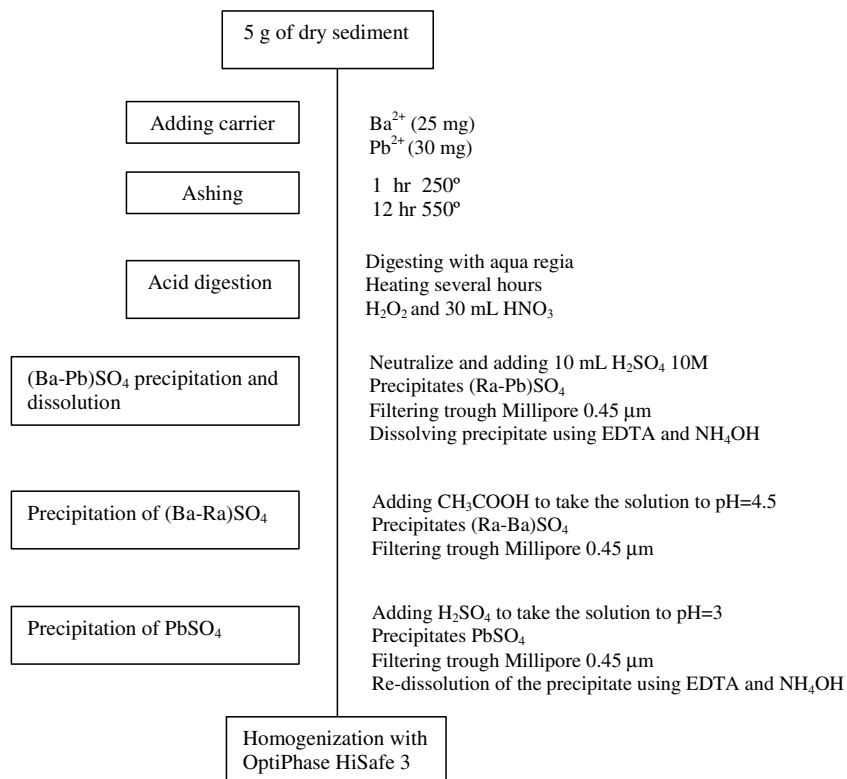 5 g of dry sediment
Adding carrier
Ba²⁺ (25 mg)
Pb²⁺ (30 mg)
Ashing
1 hr 250º
12 hr 550º
Acid digestion
Digesting with aqua regia
Heating several hours
H₂O₂ and 30 mL HNO₃
(Ba-Pb)SO₄ precipitation and
dissolution
Neutralize and adding 10 mL H₂SO₄ 10M
Precipitates (Ra-Pb)SO₄
Filtering trough Millipore 0.45 µm
Dissolving precipitate using EDTA and NH₄OH
Precipitation of (Ba-Ra)SO₄
Adding CH₃COOH to take the solution to pH=4.5
Precipitates (Ra-Ba)SO₄
Filtering trough Millipore 0.45 µm
Precipitation of PbSO₄
Adding H₂SO₄ to take the solution to pH=3
Precipitates PbSO₄
Filtering trough Millipore 0.45 µm
Re-dissolution of the precipitate using EDTA and NH₄OH
Homogenization with
OptiPhase HiSafe 3